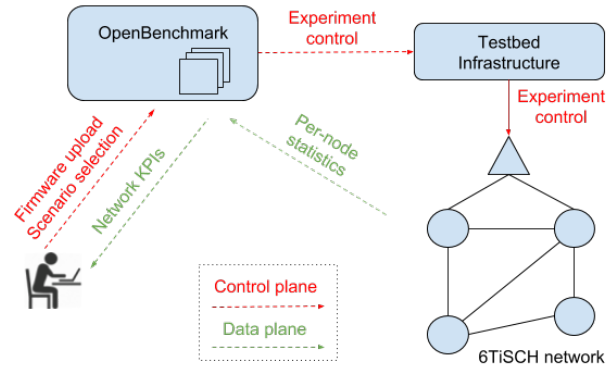 OpenBenchmark
Experiment
control
Testbed
Infrastructure
Experiment
control
Firmware upload
Scenario selection
Network KPIs
Per-node
statistics
Control plane
Data plane
6TiSCH network